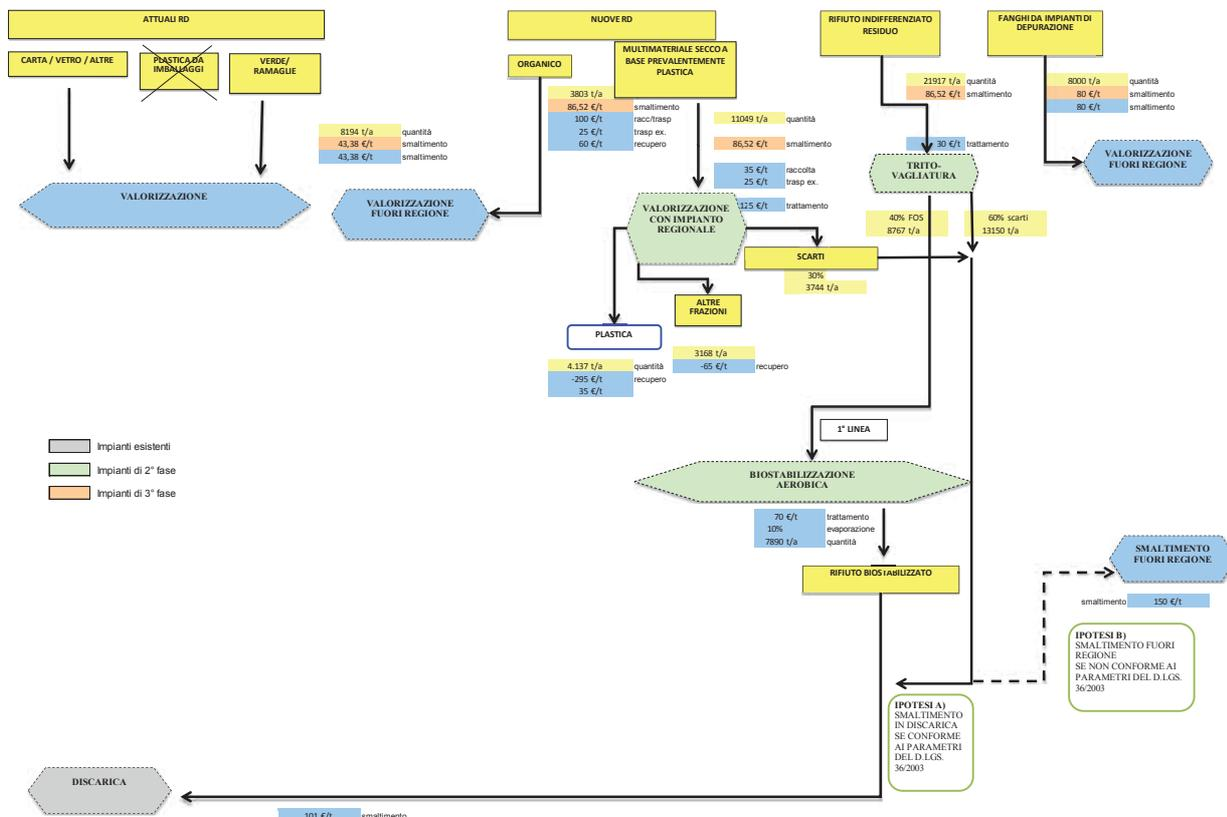 ATTUALI RD
NUOVE RD
RIFIUTO INDIFFERENZIATO
RESIDUO
FANGHI DA IMPIANTI DI
DEPURAZIONE
CARTA / VETRO / ALTRE
PLASTICA DA
IMBALLAGGI
VERDE/
RAMAGLIE
ORGANICO
MULTIMATERIALE SECCO A
BASE PREVALENTEMENTE
PLASTICA
8194 t/a quantità
43,38 €/t smaltimento
43,38 €/t smaltimento
3803 t/a
86,52 €/t smaltimento
100 €/t racc/trasp
25 €/t trasp ex.
60 €/t recupero
11049 t/a quantità
86,52 €/t smaltimento
35 €/t raccolta
25 €/t trasp ex.
125 €/t trattamento
21917 t/a quantità
86,52 €/t smaltimento
30 €/t trattamento
8000 t/a quantità
80 €/t smaltimento
80 €/t smaltimento
VALORIZZAZIONE
VALORIZZAZIONE
FUORI REGIONE
VALORIZZAZIONE
CON IMPIANTO
REGIONALE
TRITO-
VAGLIATURA
VALORIZZAZIONE
FUORI REGIONE
40% FOS
8767 t/a
60% scarti
13150 t/a
SCARTI
30%
3744 t/a
ALTRE
FRAZIONI
PLASTICA
3168 t/a
-65 €/t recupero
4.137 t/a quantità
-295 €/t recupero
35 €/t
1° LINEA
Impianti esistenti
Impianti di 2° fase
Impianti di 3° fase
BIOSTABILIZZAZIONE
AEROBICA
70 €/t trattamento
10% evaporazione
7890 t/a quantità
RIFIUTO BIOSTABILIZZATO
SMALTIMENTO
FUORI REGIONE
smaltimento 150 €/t
IPOTESI B)
SMALTIMENTO FUORI
REGIONE
SE NON CONFORME AI
PARAMETRI DEL D.LGS.
36/2003
IPOTESI A)
SMALTIMENTO
IN DISCARICA
SE CONFORME
AI PARAMETRI
DEL D.LGS.
36/2003
DISCARICA
101 €/t smaltimento